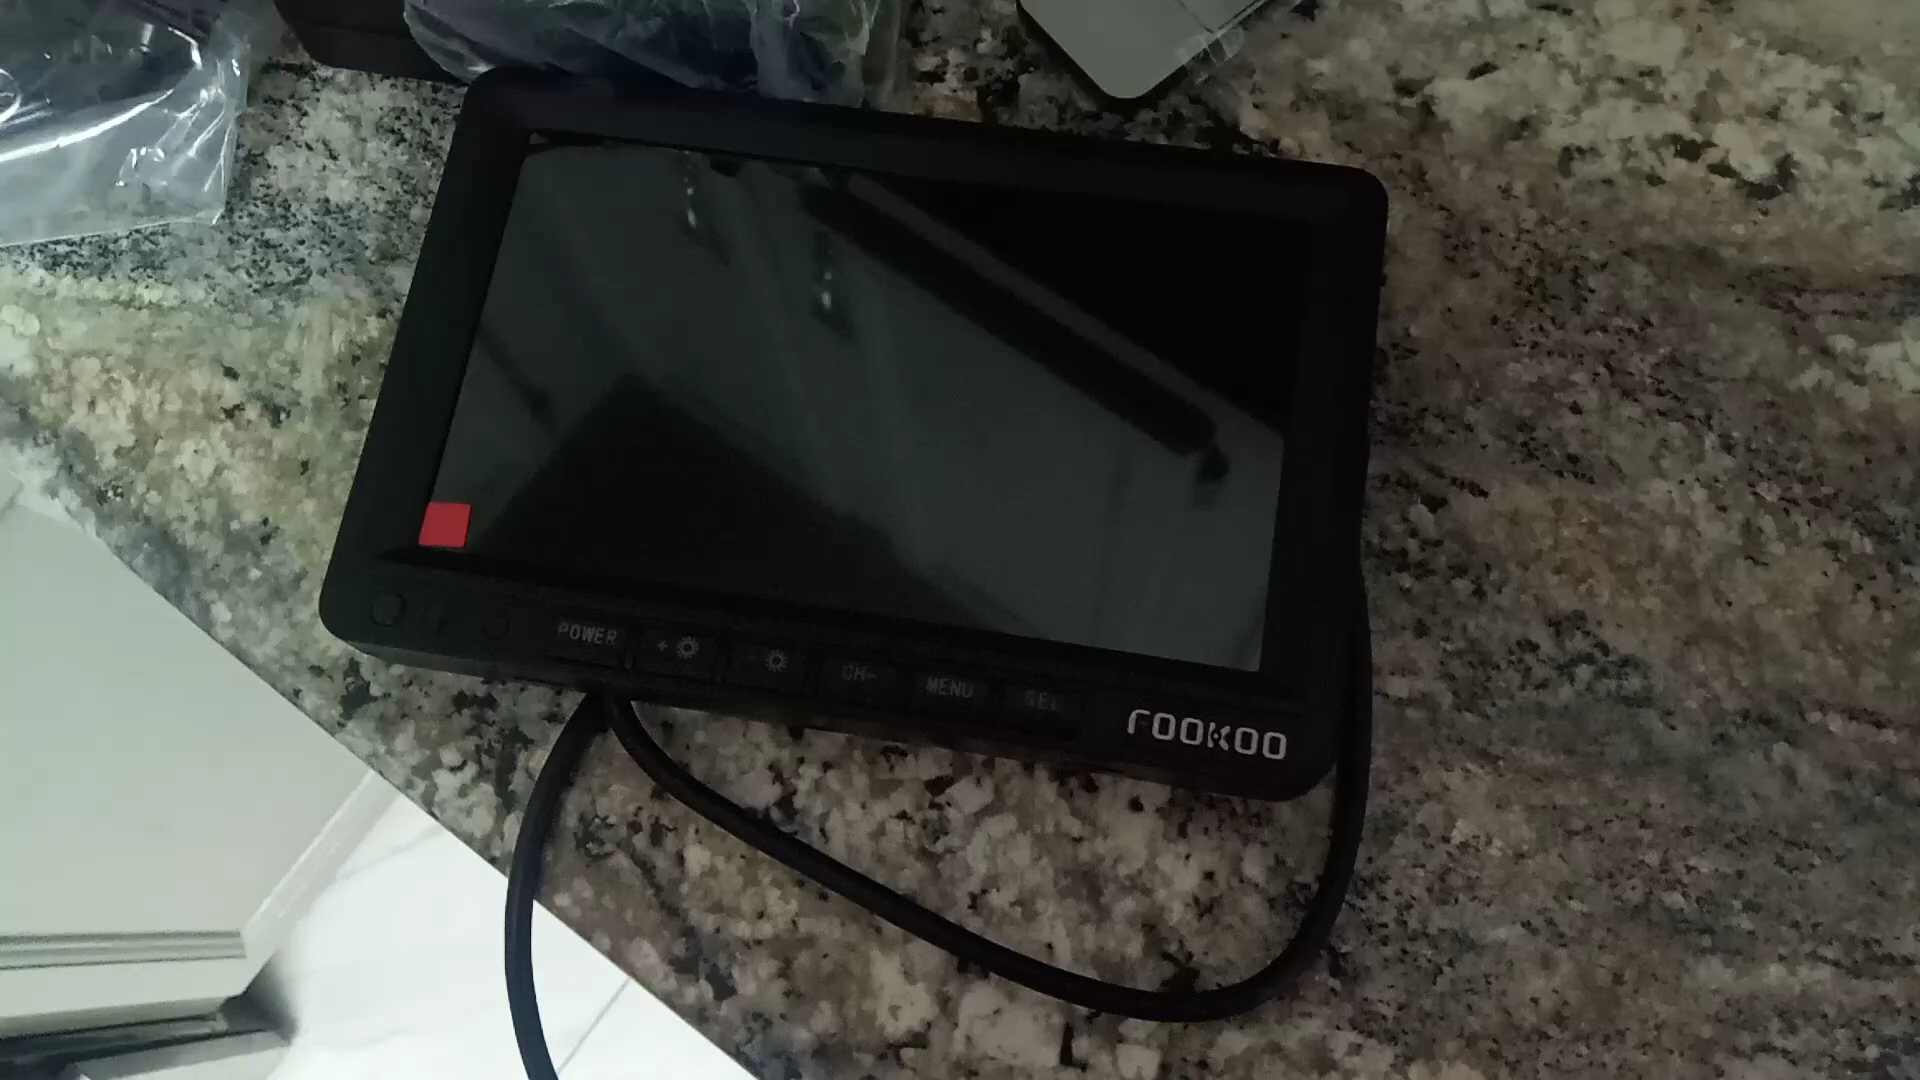 POWER
+
-
CH-
MENU
SEL
rookoo